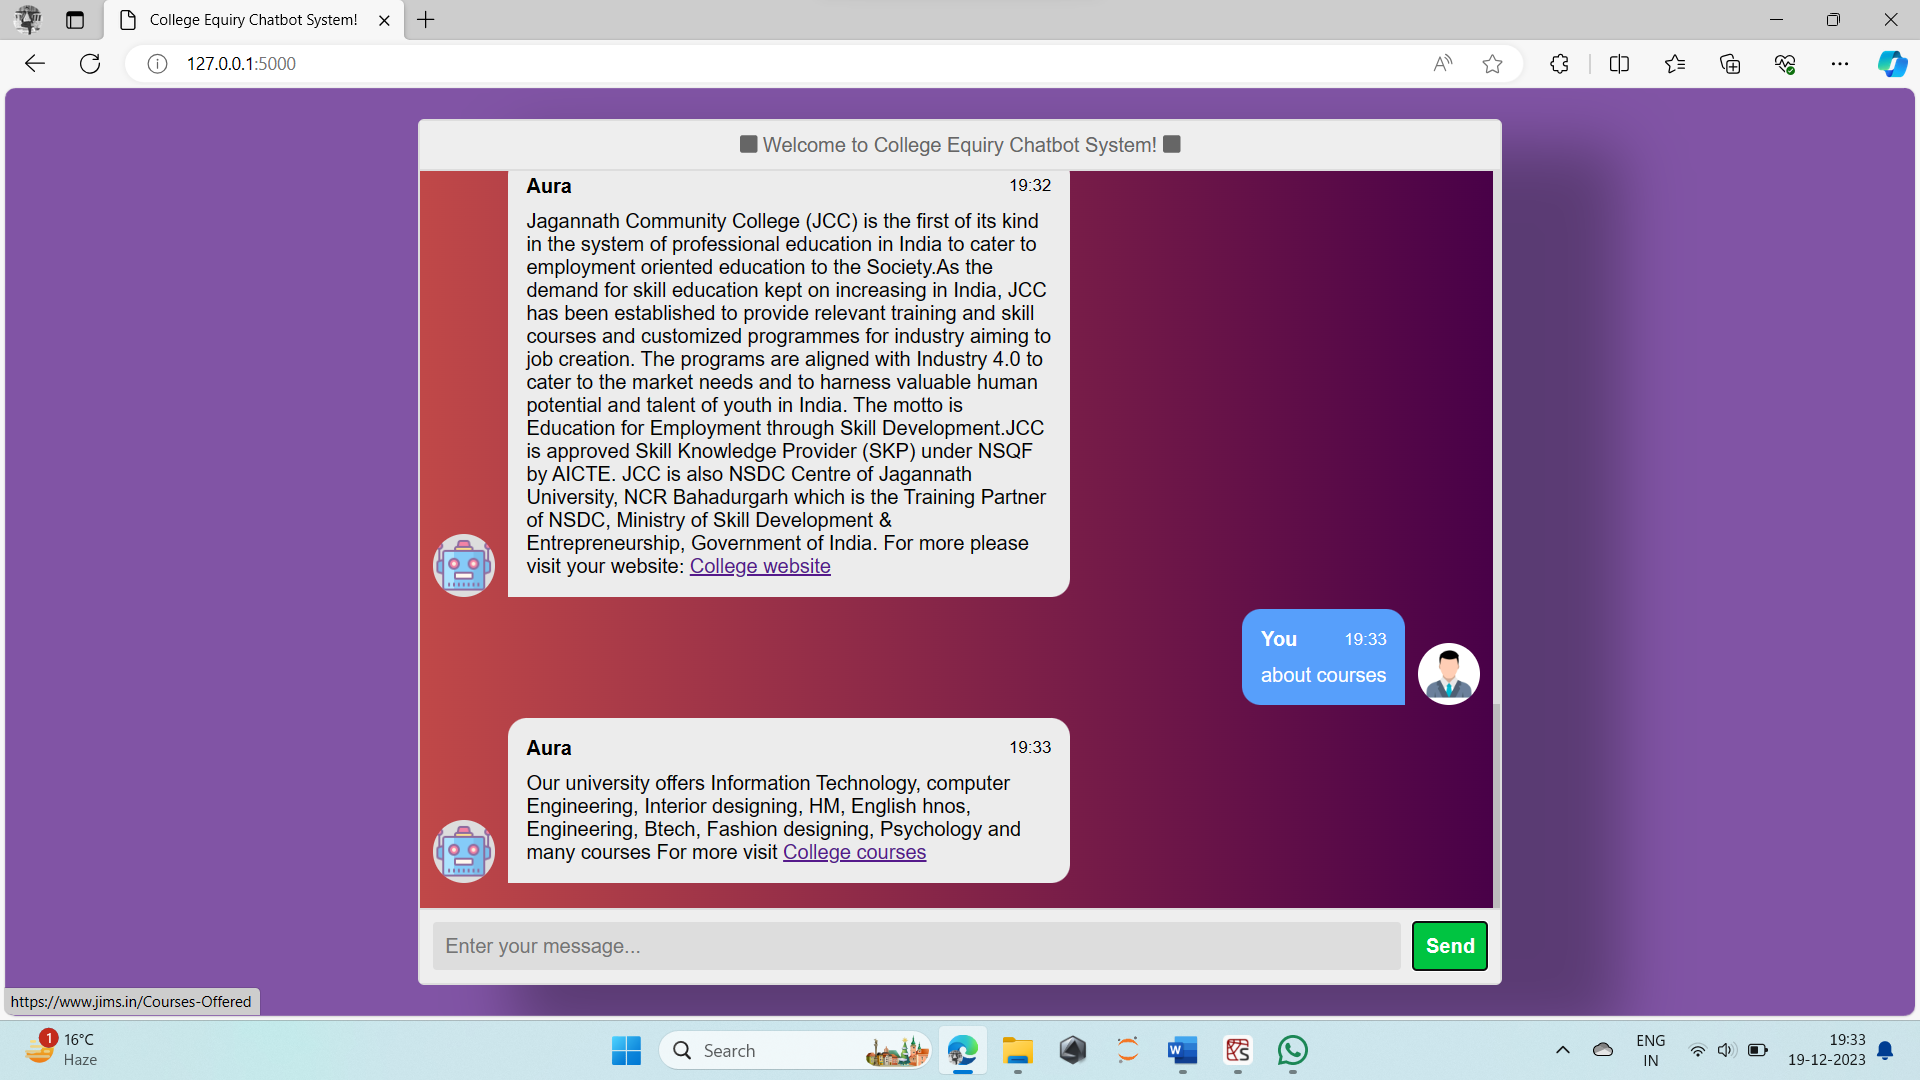 College Equiry Chatbot System!
127.0.0.1:5000
Welcome to College Equiry Chatbot System!
Aura 19:32
Jagannath Community College (JCC) is the first of its kind
in the system of professional education in India to cater to
employment oriented education to the Society.As the
demand for skill education kept on increasing in India, JCC
has been established to provide relevant training and skill
courses and customized programmes for industry aiming to
job creation. The programs are aligned with Industry 4.0 to
cater to the market needs and to harness valuable human
potential and talent of youth in India. The motto is
Education for Employment through Skill Development.JCC
is approved Skill Knowledge Provider (SKP) under NSQF
by AICTE. JCC is also NSDC Centre of Jagannath
University, NCR Bahadurgarh which is the Training Partner
of NSDC, Ministry of Skill Development &
Entrepreneurship, Government of India. For more please
visit your website: College website
You 19:33
about courses
Aura 19:33
Our university offers Information Technology, computer
Engineering, Interior designing, HM, English hnos,
Engineering, Btech, Fashion designing, Psychology and
many courses For more visit College courses
Enter your message...
Send
https://www.jims.in/Courses-Offered
1
16°C
Haze
Search
ENG
IN
19:33
19-12-2023